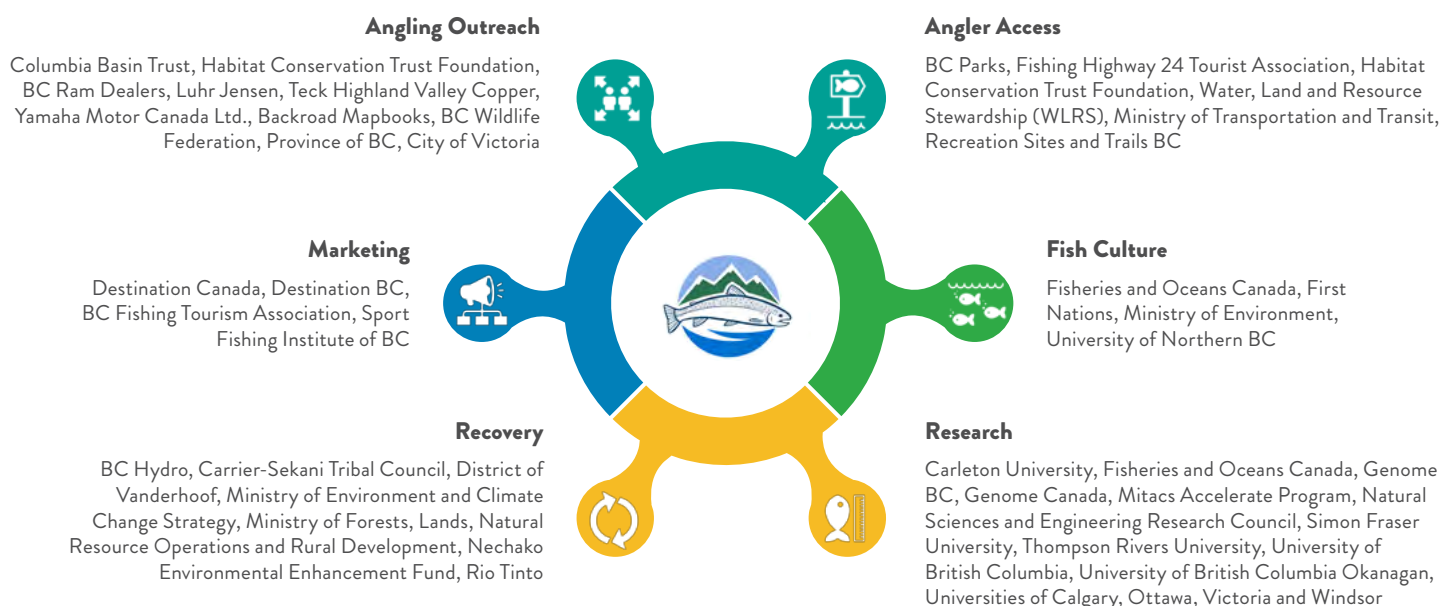 Angling Outreach
Columbia Basin Trust, Habitat Conservation Trust Foundation,
BC Ram Dealers, Luhr Jensen, Teck Highland Valley Copper,
Yamaha Motor Canada Ltd., Backroad Mapbooks, BC Wildlife
Federation, Province of BC, City of Victoria
Angler Access
BC Parks, Fishing Highway 24 Tourist Association, Habitat
Conservation Trust Foundation, Water, Land and Resource
Stewardship (WLRS), Ministry of Transportation and Transit,
Recreation Sites and Trails BC
Marketing
Destination Canada, Destination BC,
BC Fishing Tourism Association, Sport
Fishing Institute of BC
Fish Culture
Fisheries and Oceans Canada, First
Nations, Ministry of Environment,
University of Northern BC
Recovery
BC Hydro, Carrier-Sekani Tribal Council, District of
Vanderhoof, Ministry of Environment and Climate
Change Strategy, Ministry of Forests, Lands, Natural
Resource Operations and Rural Development, Nechako
Environmental Enhancement Fund, Rio Tinto
Research
Carleton University, Fisheries and Oceans Canada, Genome
BC, Genome Canada, Mitacs Accelerate Program, Natural
Sciences and Engineering Research Council, Simon Fraser
University, Thompson Rivers University, University of
British Columbia, University of British Columbia Okanagan,
Universities of Calgary, Ottawa, Victoria and Windsor